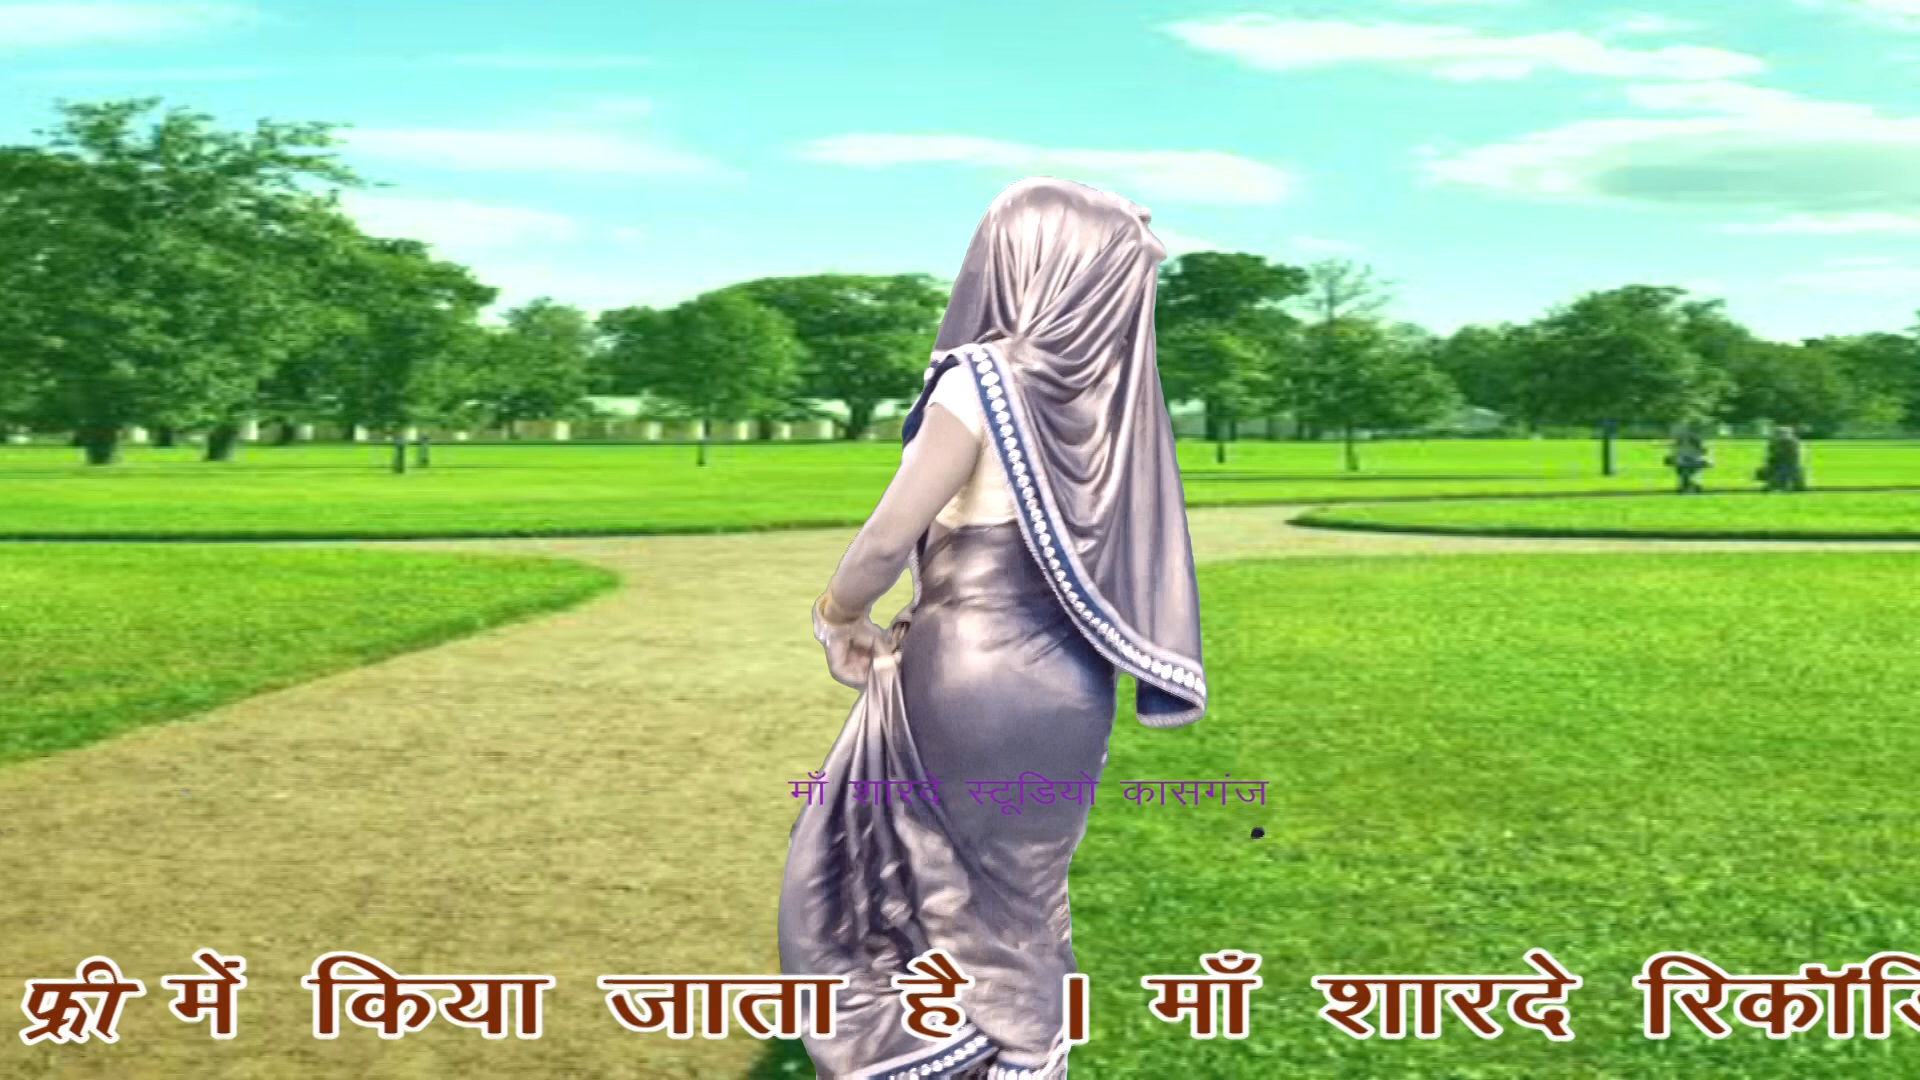 माँ शारदे स्टूडियो कासगंज
फ्री में किया जाता है । माँ शारदे